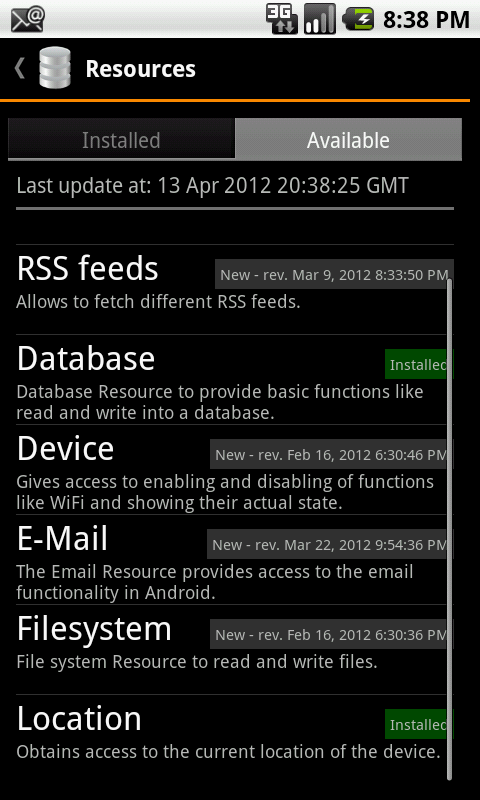 3G 8:38 PM
Resources
Installed Available
Last update at: 13 Apr 2012 20:38:25 GMT
RSS feeds New - rev. Mar 9, 2012 8:33:50 PM
Allows to fetch different RSS feeds.
Database Installed
Database Resource to provide basic functions like
read and write into a database.
Device New - rev. Feb 16, 2012 6:30:46 PM
Gives access to enabling and disabling of functions
like WiFi and showing their actual state.
E-Mail New - rev. Mar 22, 2012 9:54:36 PM
The Email Resource provides access to the email
functionality in Android.
Filesystem New - rev. Feb 16, 2012 6:30:36 PM
File system Resource to read and write files.
Location Installed
Obtains access to the current location of the device.